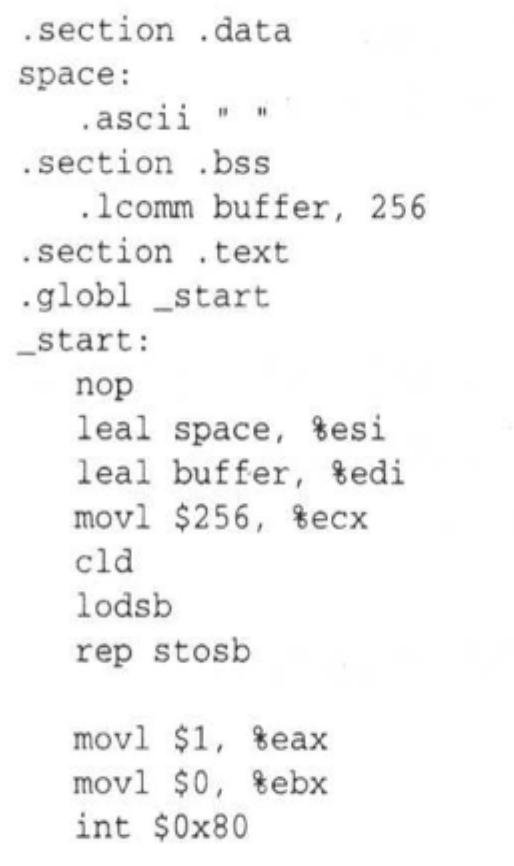 .section .data
space:
   .ascii " "
.section .bss
   .lcomm buffer, 256
.section .text
.globl _start
_start:
   nop
   leal space, %esi
   leal buffer, %edi
   movl $256, %ecx
   cld
   lodsb
   rep stosb

   movl $1, %eax
   movl $0, %ebx
   int $0x80